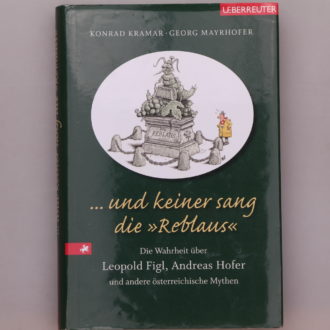 UEBERREUTER
KONRAD KRAMAR · GEORG MAYRHOFER
REBLAUS
... und keiner sang
die »Reblaus«
Die Wahrheit über
Leopold Figl, Andreas Hofer
und andere österreichische Mythen